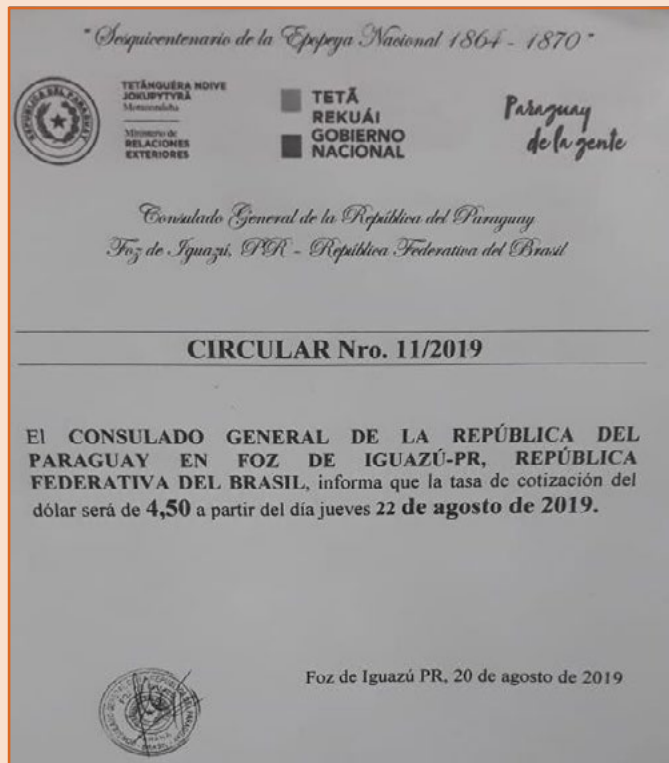 "Sesquicentenario de la Epopeya Nacional 1864 - 1870"
REPUBLICA DEL PARAGUAY
TETÃNGUÉRA NDIVE
JOKUPYTYRÃ
Motenondeha
Ministerio de
RELACIONES
EXTERIORES
TETÃ
REKUÁI
GOBIERNO
NACIONAL
Paraguay
de la gente
Consulado General de la República del Paraguay
Foz de Iguazú, PR - República Federativa del Brasil
CIRCULAR Nro. 11/2019
El CONSULADO GENERAL DE LA REPÚBLICA DEL
PARAGUAY EN FOZ DE IGUAZÚ-PR, REPÚBLICA
FEDERATIVA DEL BRASIL, informa que la tasa de cotización del
dólar será de 4,50 a partir del día jueves 22 de agosto de 2019.
Foz de Iguazú PR, 20 de agosto de 2019